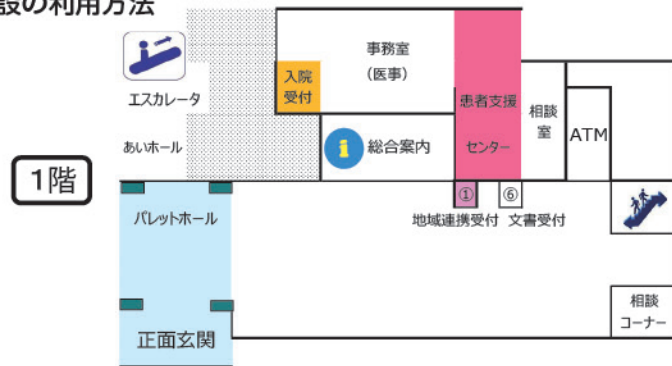 設の利用方法
エスカレータ
入院
受付
事務室
(医事)
患者支援
センター
相談
室
ATM
あいホール
i 総合案内
1階
パレットホール
① ⑥
地域連携受付 文書受付
正面玄関
相談
コーナー